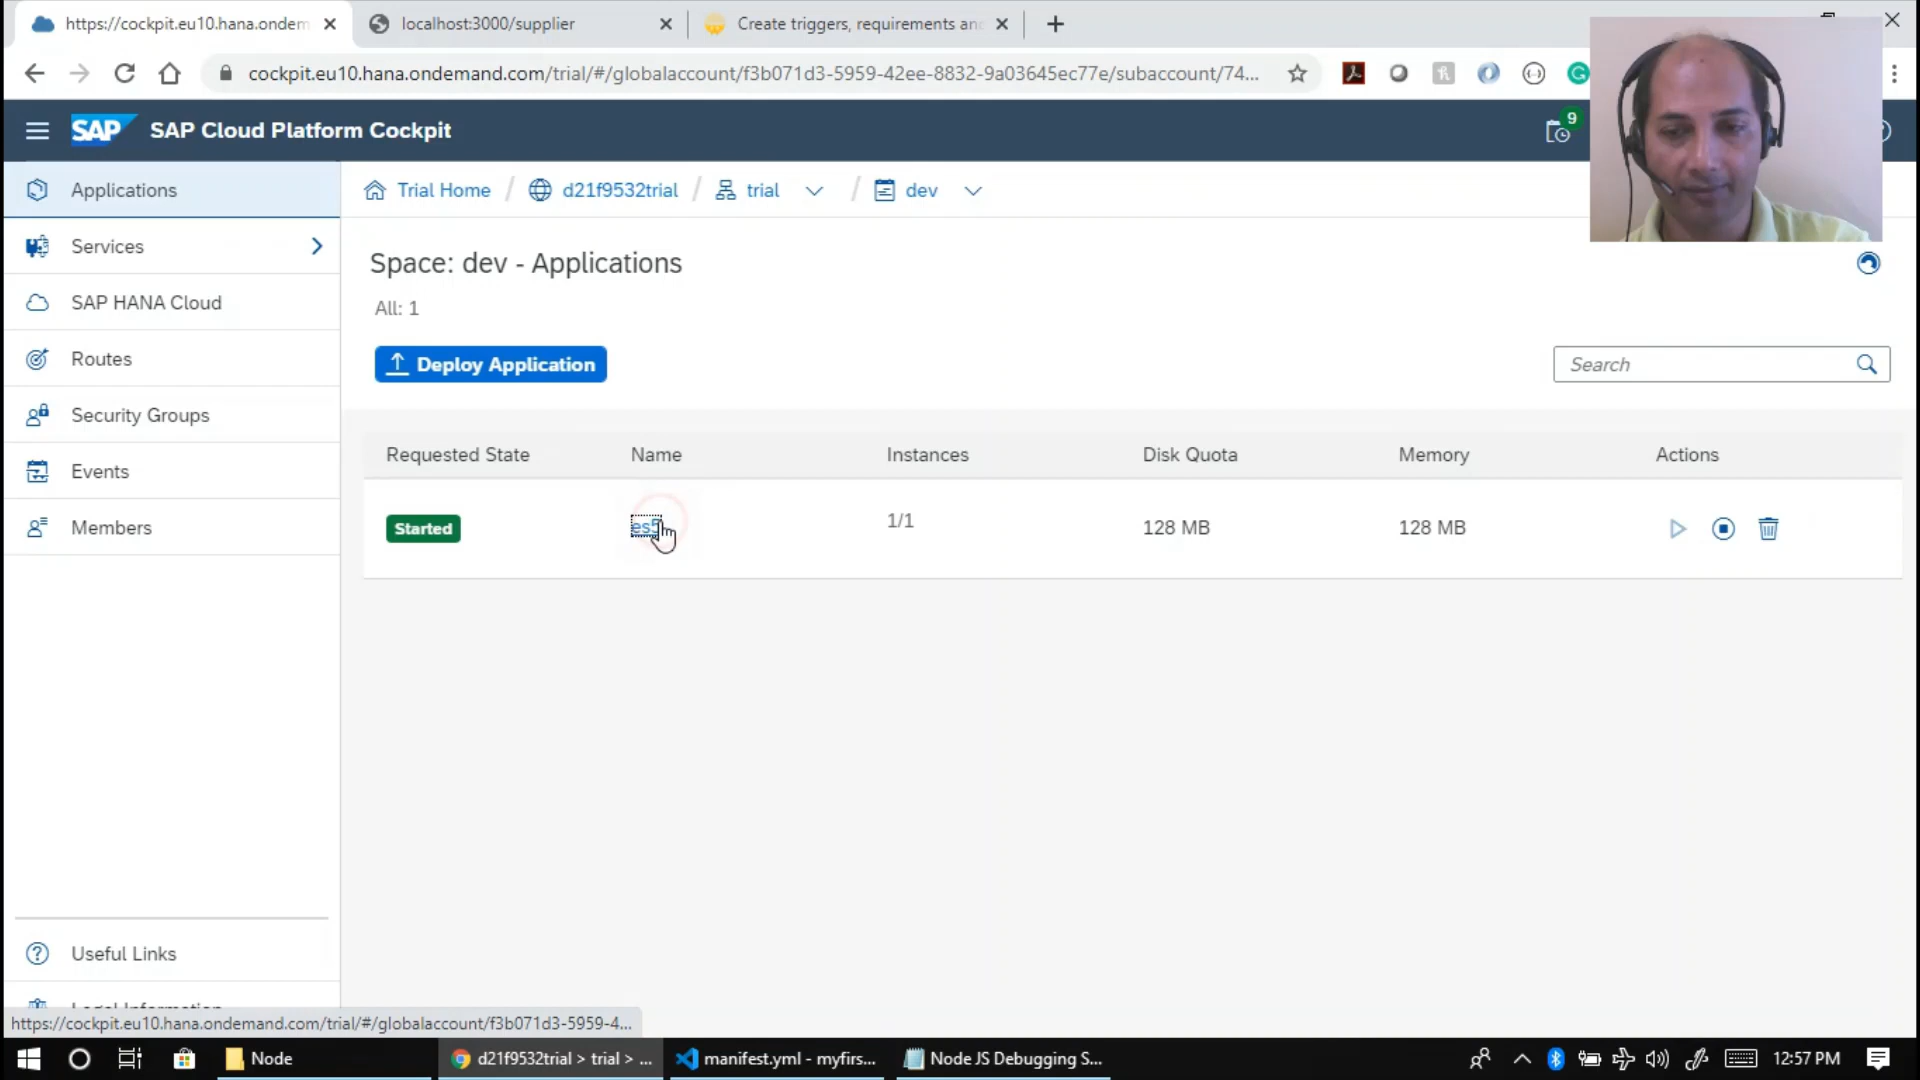 https://cockpit.eu10.hana.ondem
localhost:3000/supplier
Create triggers, requirements an
cockpit.eu10.hana.ondemand.com/trial/#/globalaccount/f3b071d3-5959-42ee-8832-9a03645ec77e/subaccount/74...
SAP
SAP Cloud Platform Cockpit
9
Applications
Trial Home / d21f9532trial / trial / dev
Services
Space: dev - Applications
SAP HANA Cloud
All: 1
Routes
Deploy Application
Search
Security Groups
Requested State
Name
Instances
Disk Quota
Memory
Actions
Events
Members
Started
es5
1/1
128 MB
128 MB
Useful Links
Legal Information
https://cockpit.eu10.hana.ondemand.com/trial/#/globalaccount/f3b071d3-5959-4...
Node
d21f9532trial > trial > ...
manifest.yml - myfirs...
Node JS Debugging S...
12:57 PM